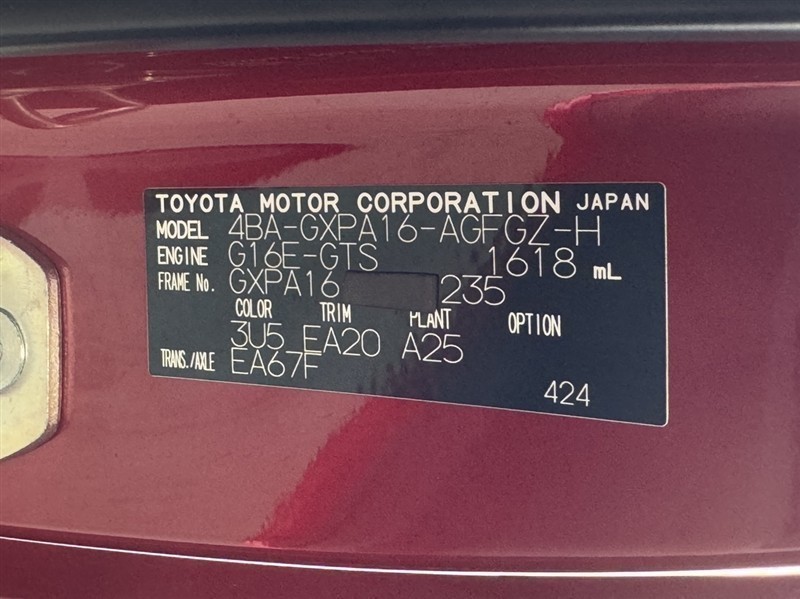 TOYOTA MOTOR CORPORATION JAPAN
MODEL 4BA-GXPA16-AGFGZ-H
ENGINE G16E-GTS 1618 mL
FRAME No. GXPA16 235
COLOR TRIM PLANT OPTION
3U5 EA20 A25
TRANS./AXLE EA67F
424